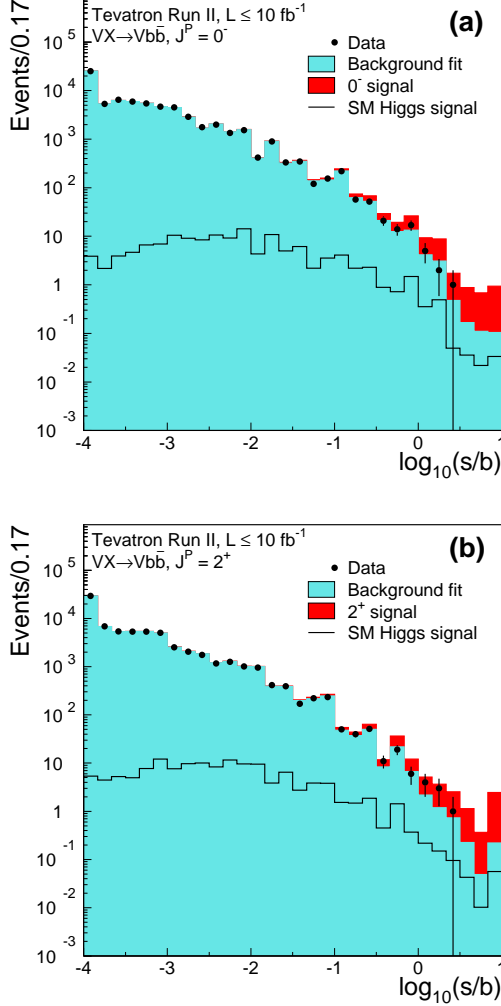 (a)
Tevatron Run II, L ≤ 10 fb⁻¹
VX→Vbb̄, Jᴾ = 0⁻
Data
Background fit
0⁻ signal
SM Higgs signal
Events/0.17
10⁵
10⁴
10³
10²
10
1
10⁻¹
10⁻²
10⁻³
-4 -3 -2 -1 0 1
log₁₀(s/b)
(b)
Tevatron Run II, L ≤ 10 fb⁻¹
VX→Vbb̄, Jᴾ = 2⁺
Data
Background fit
2⁺ signal
SM Higgs signal
Events/0.17
10⁵
10⁴
10³
10²
10
1
10⁻¹
10⁻²
10⁻³
-4 -3 -2 -1 0 1
log₁₀(s/b)